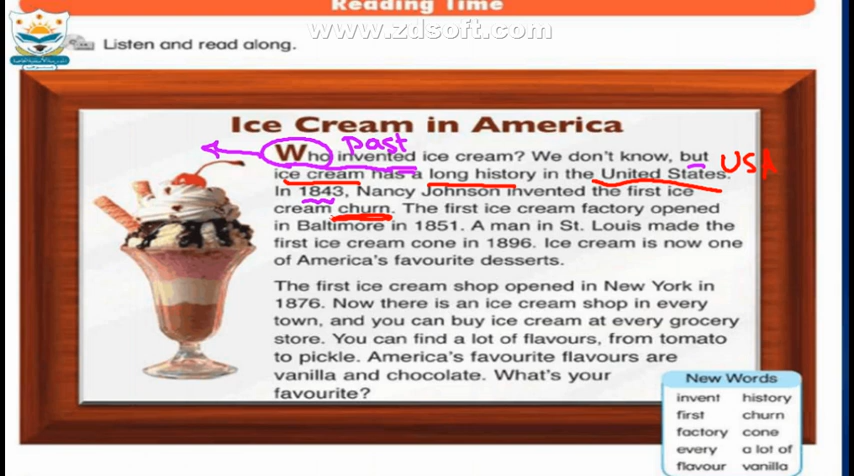 Reading Time
www.zdsoft.com
Listen and read along.
Ice Cream in America
past
Who invented ice cream? We don't know, but
ice cream has a long history in the United States.
USA
In 1843, Nancy Johnson invented the first ice
cream churn. The first ice cream factory opened
in Baltimore in 1851. A man in St. Louis made the
first ice cream cone in 1896. Ice cream is now one
of America's favourite desserts.
The first ice cream shop opened in New York in
1876. Now there is an ice cream shop in every
town, and you can buy ice cream at every grocery
store. You can find a lot of flavours, from tomato
to pickle. America's favourite flavours are
vanilla and chocolate. What's your
favourite?
New Words
invent history
first churn
factory cone
every a lot of
flavour vanilla